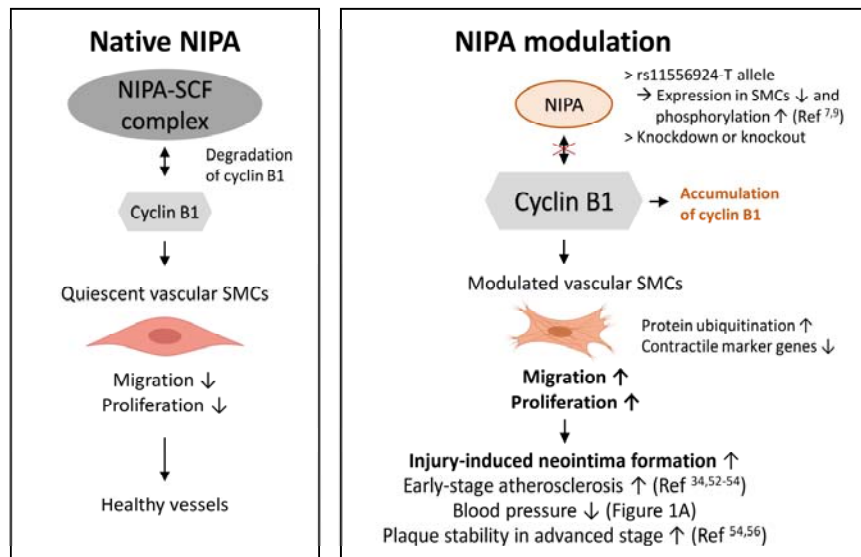 Native NIPA
NIPA-SCF
complex
Degradation
of cyclin B1
Cyclin B1
Quiescent vascular SMCs
Migration ↓
Proliferation ↓
Healthy vessels
NIPA modulation
NIPA
> rs11556924-T allele
→ Expression in SMCs ↓ and
phosphorylation ↑ (Ref 7,9)
> Knockdown or knockout
Cyclin B1
Accumulation
of cyclin B1
Modulated vascular SMCs
Protein ubiquitination ↑
Contractile marker genes ↓
Migration ↑
Proliferation ↑
Injury-induced neointima formation ↑
Early-stage atherosclerosis ↑ (Ref 34,52-54)
Blood pressure ↓ (Figure 1A)
Plaque stability in advanced stage ↑ (Ref 54,56)